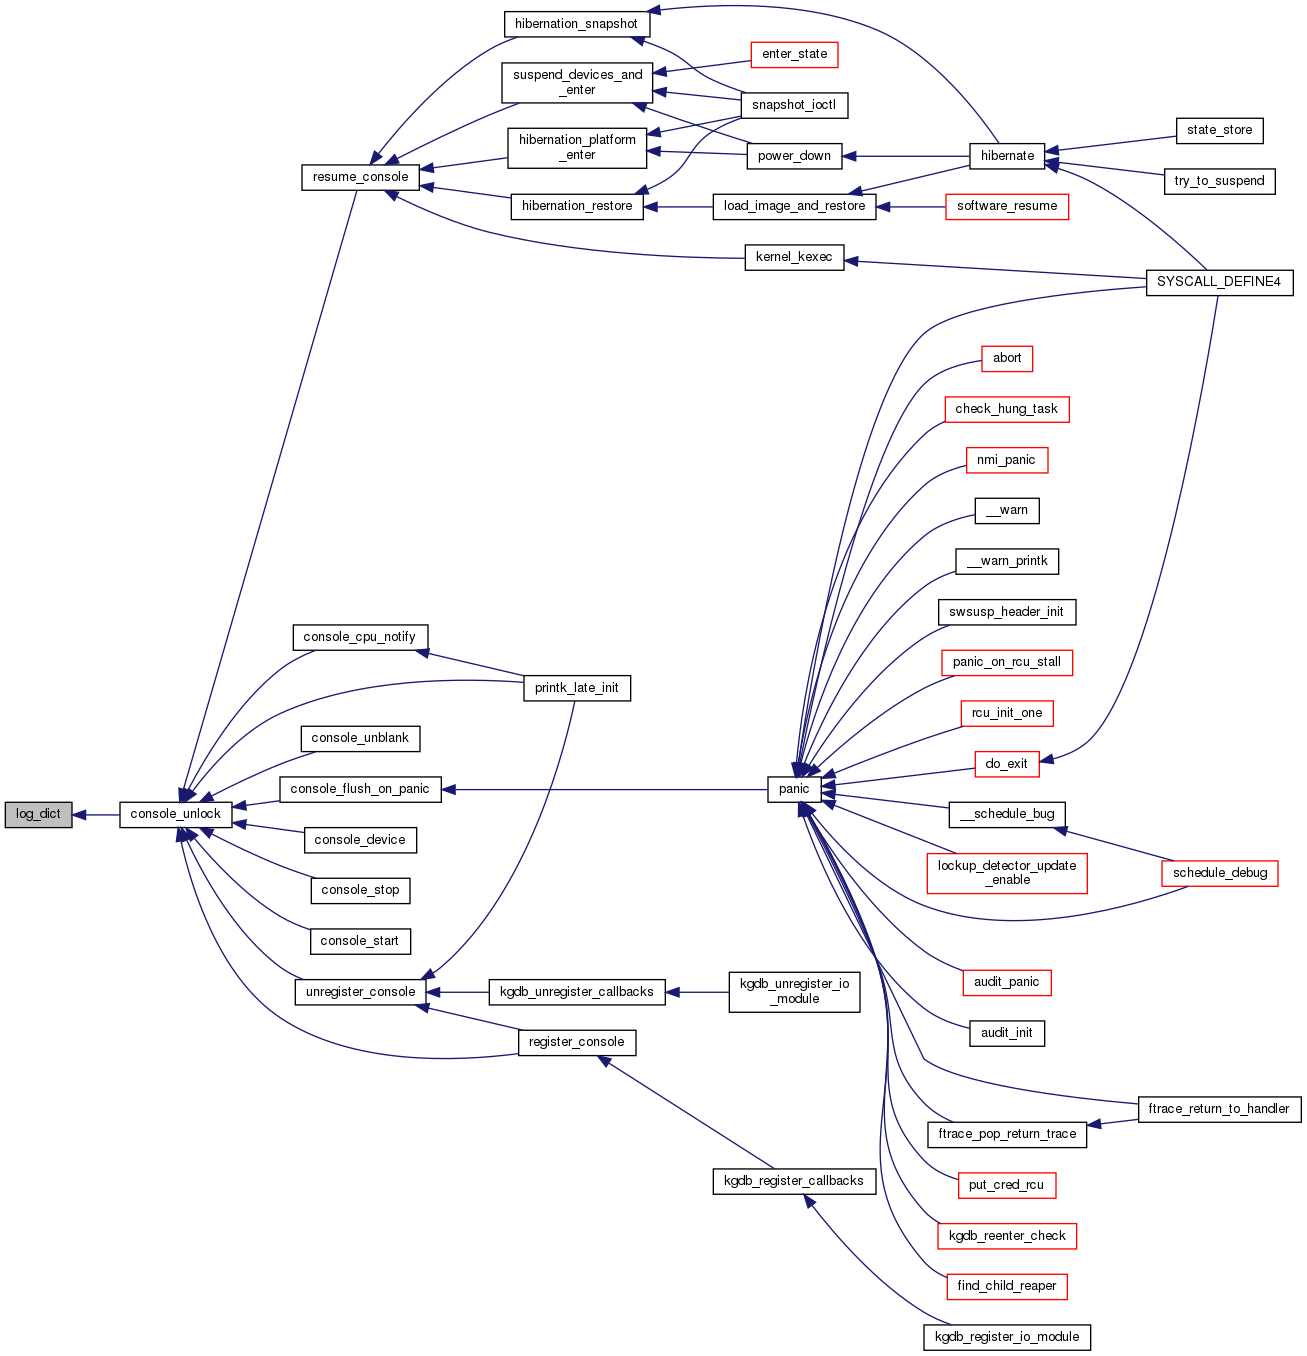 hibernation_snapshot
enter_state
suspend_devices_and
_enter
snapshot_ioctl
state_store
hibernation_platform
_enter
power_down
hibernate
resume_console
try_to_suspend
hibernation_restore
load_image_and_restore
software_resume
kernel_kexec
SYSCALL_DEFINE4
abort
check_hung_task
nmi_panic
__warn
__warn_printk
swsusp_header_init
console_cpu_notify
panic_on_rcu_stall
printk_late_init
rcu_init_one
console_unblank
do_exit
console_flush_on_panic
panic
log_dict
console_unlock
__schedule_bug
console_device
lockup_detector_update
_enable
schedule_debug
console_stop
console_start
audit_panic
unregister_console
kgdb_unregister_callbacks
kgdb_unregister_io
_module
audit_init
register_console
ftrace_return_to_handler
ftrace_pop_return_trace
kgdb_register_callbacks
put_cred_rcu
kgdb_reenter_check
find_child_reaper
kgdb_register_io_module